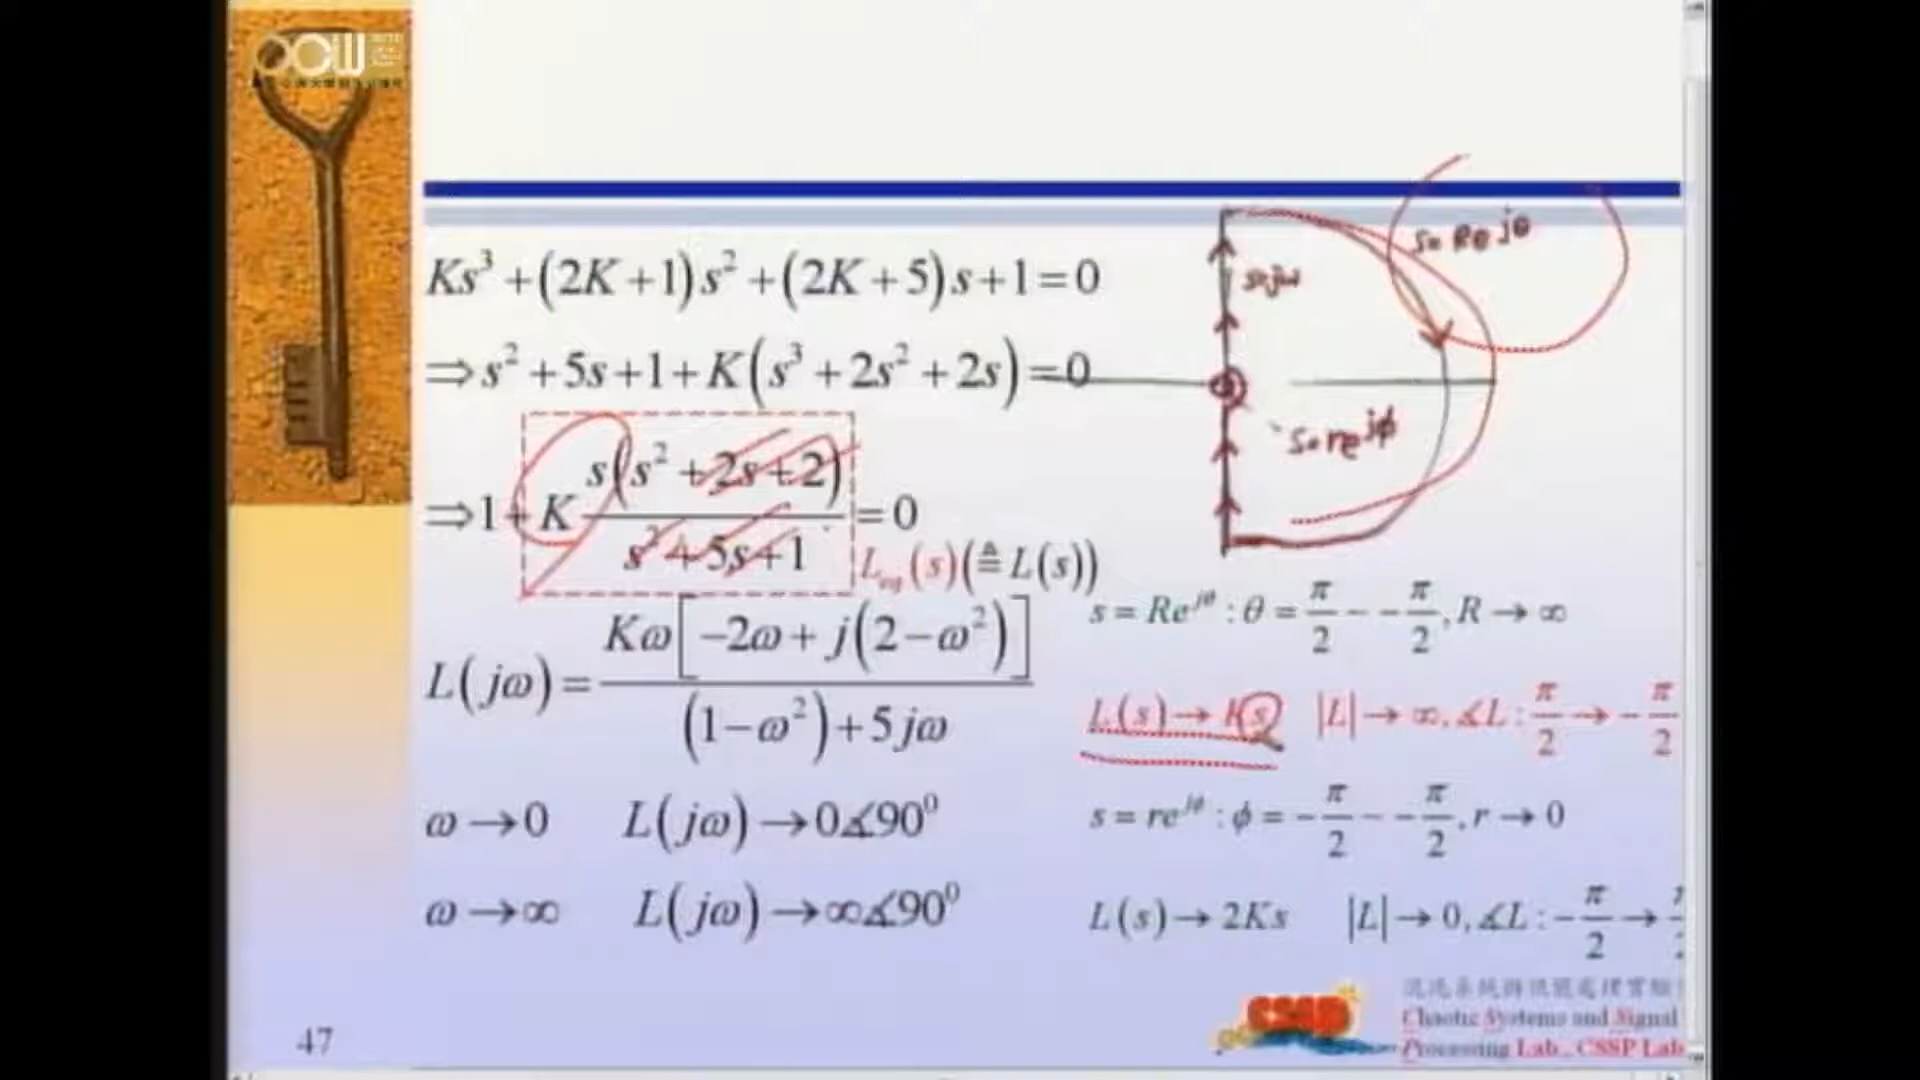 OCW
Ks³ + (2K + 1)s² + (2K + 5)s + 1 = 0
⇒ s² + 5s + 1 + K(s³ + 2s² + 2s) = 0
⇒ 1 + K s(s² + 2s + 2) / (s² + 5s + 1) = 0
L_eq(s)(≜ L(s))
L(jω) = Kω[−2ω + j(2 − ω²)] / ((1 − ω²) + 5jω)
ω → 0 L(jω) → 0∡90⁰
ω → ∞ L(jω) → ∞∡90⁰
s=Re^jθ
s=jω
s=re^jϕ
s = Re^jθ : θ = π/2 − −π/2, R → ∞
L(s) → Ks |L| → ∞, ∡L : π/2 → −π/2
s = re^jϕ : ϕ = −π/2 − −π/2, r → 0
L(s) → 2Ks |L| → 0, ∡L : −π/2 →
CSSP
Chaotic Systems and Signal
Processing Lab., CSSP Lab
47